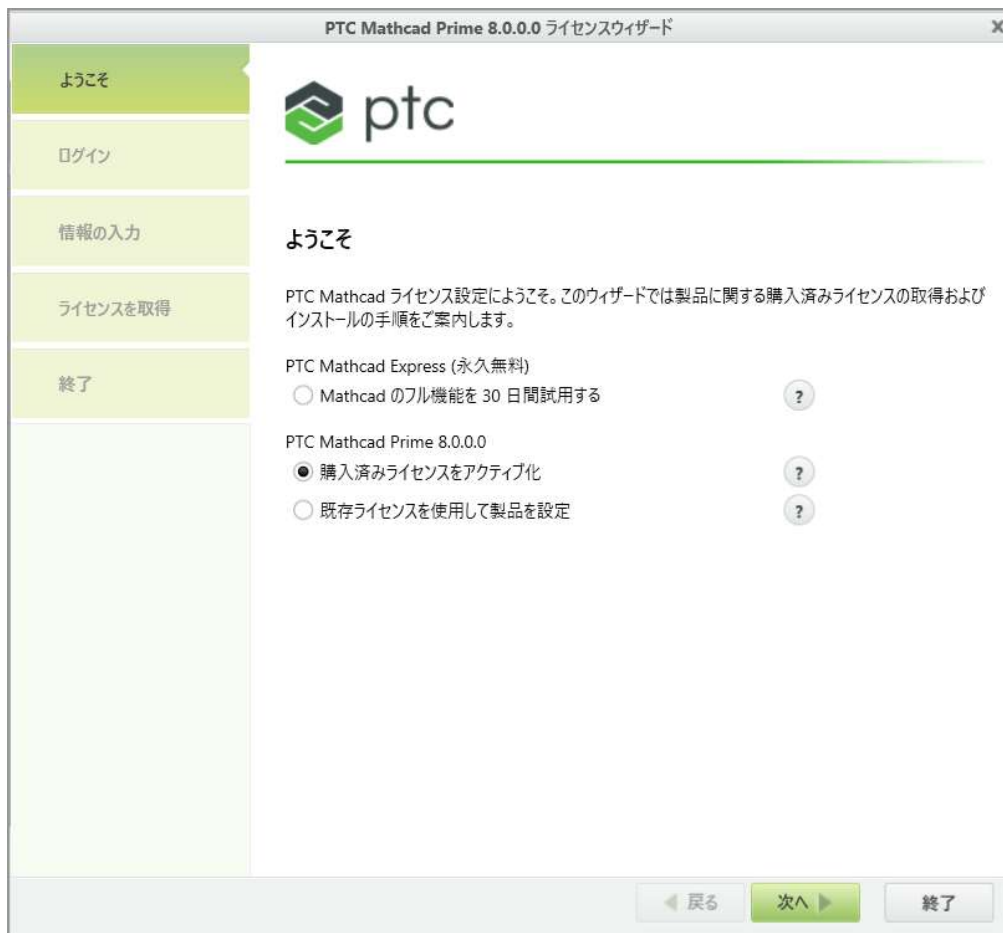 PTC Mathcad Prime 8.0.0.0 ライセンスウィザード
ようこそ
ログイン
情報の入力
ライセンスを取得
終了
ptc
ようこそ
PTC Mathcad ライセンス設定にようこそ。このウィザードでは製品に関する購入済みライセンスの取得および
インストールの手順をご案内します。
PTC Mathcad Express (永久無料)
Mathcad のフル機能を 30 日間試用する ?
PTC Mathcad Prime 8.0.0.0
購入済みライセンスをアクティブ化 ?
既存ライセンスを使用して製品を設定 ?
戻る 次へ 終了